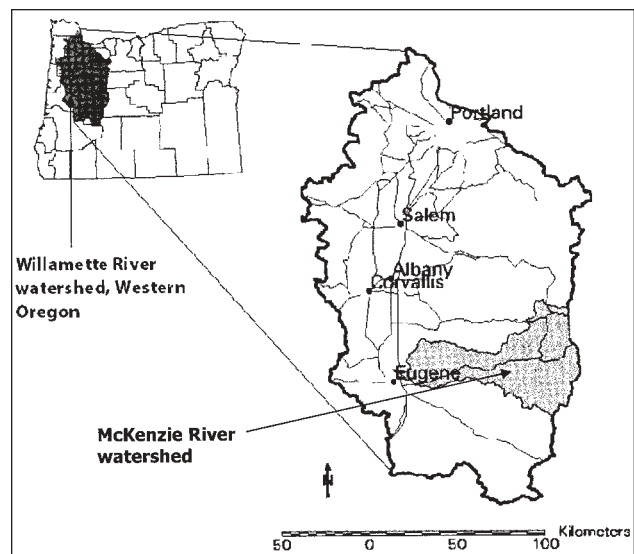 Portland
Salem
Willamette River
watershed, Western
Oregon
Albany
Corvallis
Eugene
McKenzie River
watershed
N
Kilometers
50 0 50 100